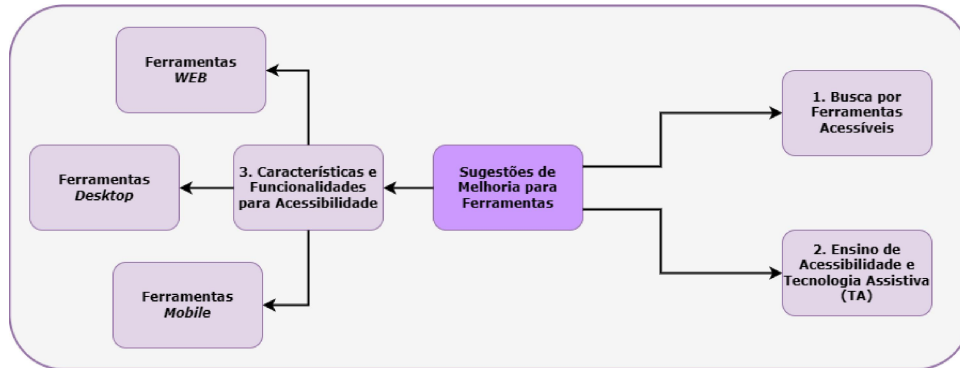 Ferramentas
WEB
Ferramentas
Desktop
Ferramentas
Mobile
3. Características e
Funcionalidades
para Acessibilidade
Sugestões de
Melhoria para
Ferramentas
1. Busca por
Ferramentas
Acessíveis
2. Ensino de
Acessibilidade e
Tecnologia Assistiva
(TA)